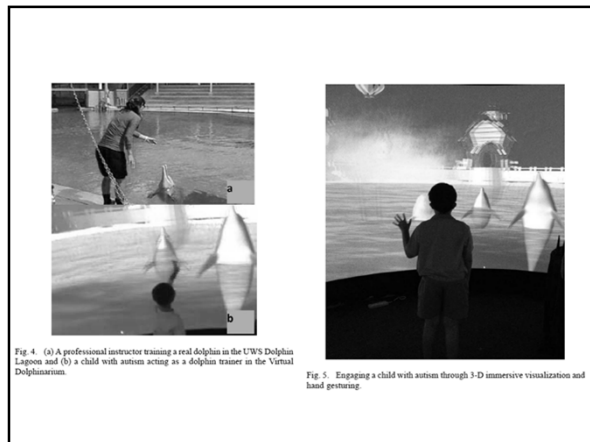 a
b
Fig. 4. (a) A professional instructor training a real dolphin in the UWS Dolphin
Lagoon and (b) a child with autism acting as a dolphin trainer in the Virtual
Dolphinarium.
Fig. 5. Engaging a child with autism through 3-D immersive visualization and
hand gesturing.